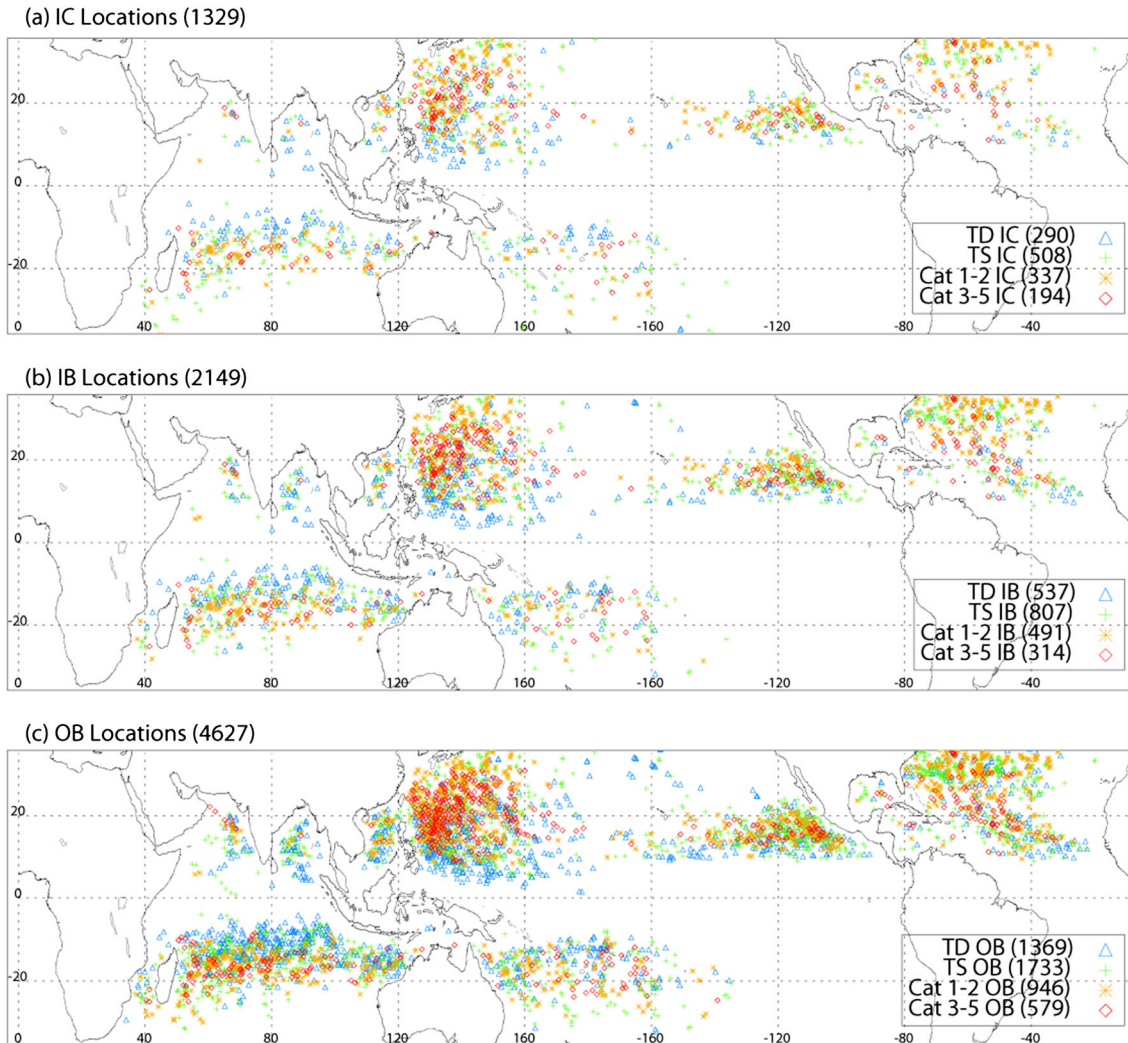 (a) IC Locations (1329)
20
0
-20
TD IC (290)
TS IC (508)
Cat 1-2 IC (337)
Cat 3-5 IC (194)
0 40 80 120 160 -160 -120 -80 -40
(b) IB Locations (2149)
20
0
-20
TD IB (537)
TS IB (807)
Cat 1-2 IB (491)
Cat 3-5 IB (314)
0 40 80 120 160 -160 -120 -80 -40
(c) OB Locations (4627)
20
0
-20
TD OB (1369)
TS OB (1733)
Cat 1-2 OB (946)
Cat 3-5 OB (579)
0 40 80 120 160 -160 -120 -80 -40